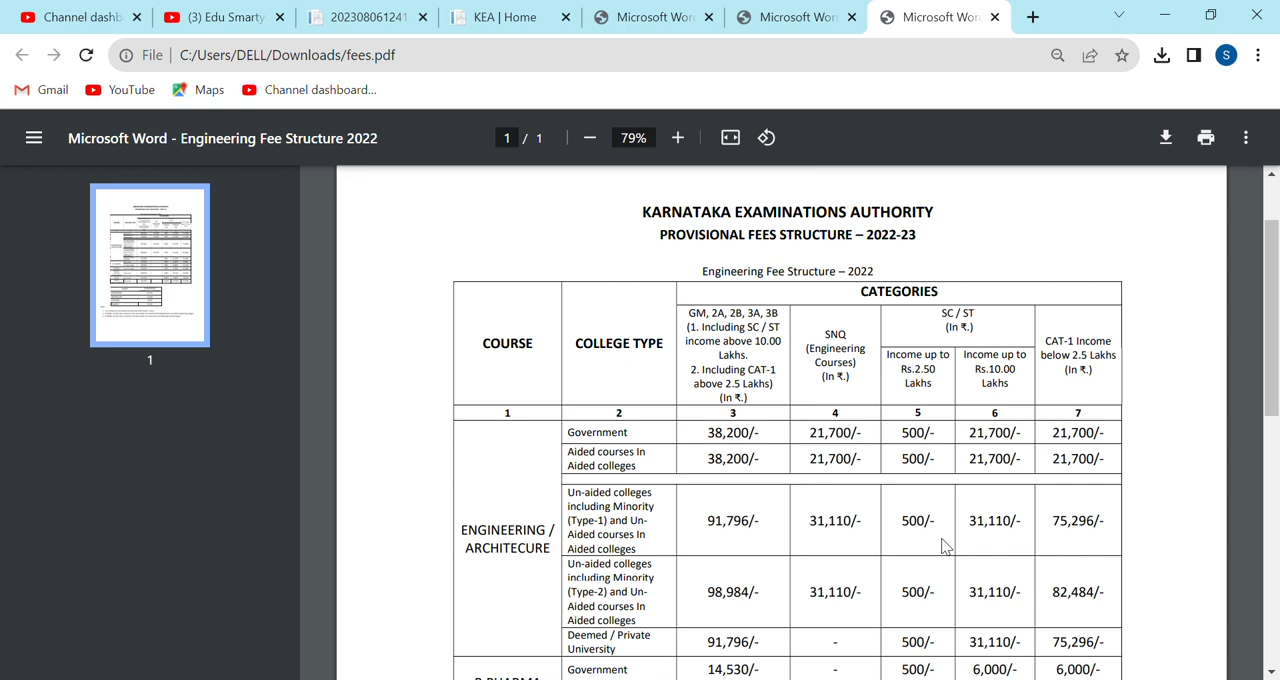 Channel dashb
(3) Edu Smarty
202308061241
KEA | Home
Microsoft Wor
Microsoft Wor
Microsoft Wor
File | C:/Users/DELL/Downloads/fees.pdf
S
Gmail
YouTube
Maps
Channel dashboard...
Microsoft Word - Engineering Fee Structure 2022
1 / 1
79%
1
KARNATAKA EXAMINATIONS AUTHORITY
PROVISIONAL FEES STRUCTURE – 2022-23
Engineering Fee Structure – 2022
COURSE
COLLEGE TYPE
CATEGORIES
GM, 2A, 2B, 3A, 3B
(1. Including SC / ST
income above 10.00
Lakhs.
2. Including CAT-1
above 2.5 Lakhs)
(In ₹.)
SNQ
(Engineering
Courses)
(In ₹.)
SC / ST
(In ₹.)
Income up to
Rs.2.50
Lakhs
Income up to
Rs.10.00
Lakhs
CAT-1 Income
below 2.5 Lakhs
(In ₹.)
1 2 3 4 5 6 7
ENGINEERING /
ARCHITECURE
Government 38,200/- 21,700/- 500/- 21,700/- 21,700/-
Aided courses In
Aided colleges
38,200/- 21,700/- 500/- 21,700/- 21,700/-
Un-aided colleges
including Minority
(Type-1) and Un-
Aided courses In
Aided colleges
91,796/- 31,110/- 500/- 31,110/- 75,296/-
Un-aided colleges
including Minority
(Type-2) and Un-
Aided courses In
Aided colleges
98,984/- 31,110/- 500/- 31,110/- 82,484/-
Deemed / Private
University
91,796/- - 500/- 31,110/- 75,296/-
Government 14,530/- - 500/- 6,000/- 6,000/-